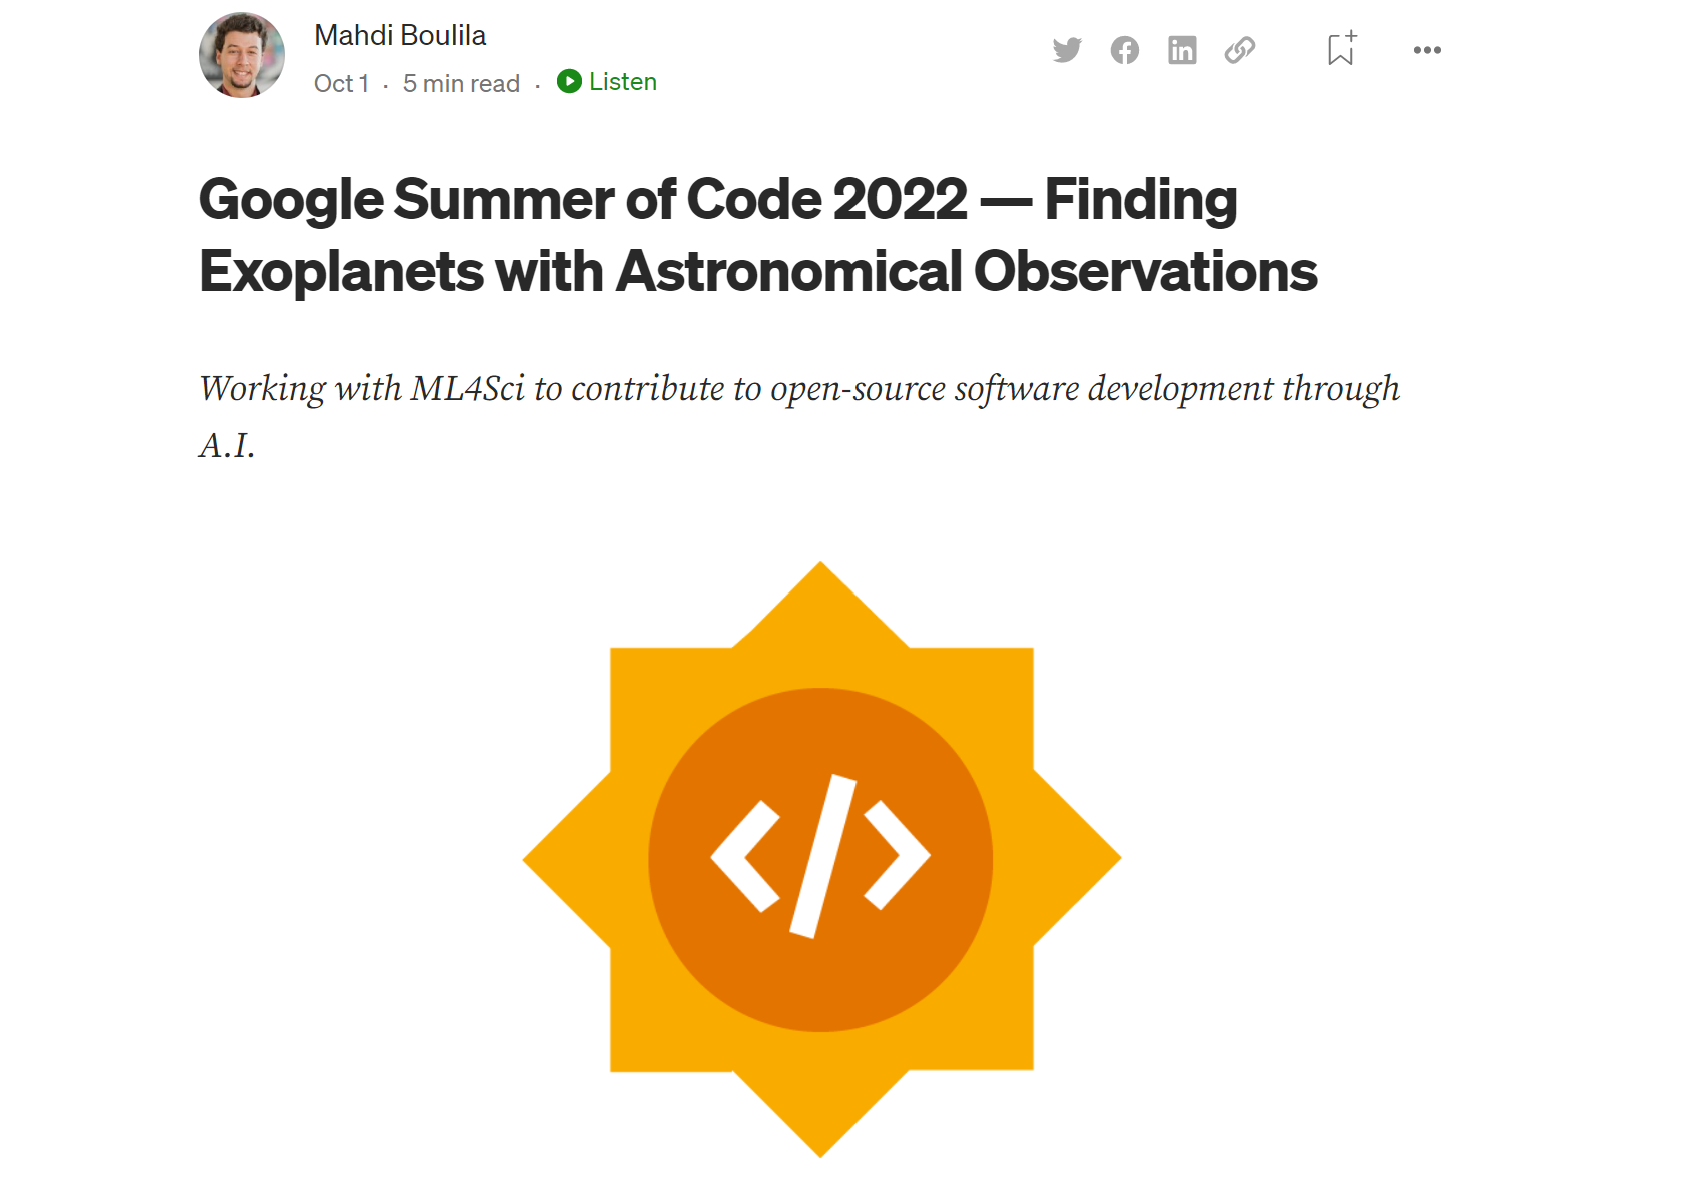 Mahdi Boulila
Oct 1 · 5 min read · Listen
Google Summer of Code 2022 — Finding
Exoplanets with Astronomical Observations
Working with ML4Sci to contribute to open-source software development through
A.I.
</>